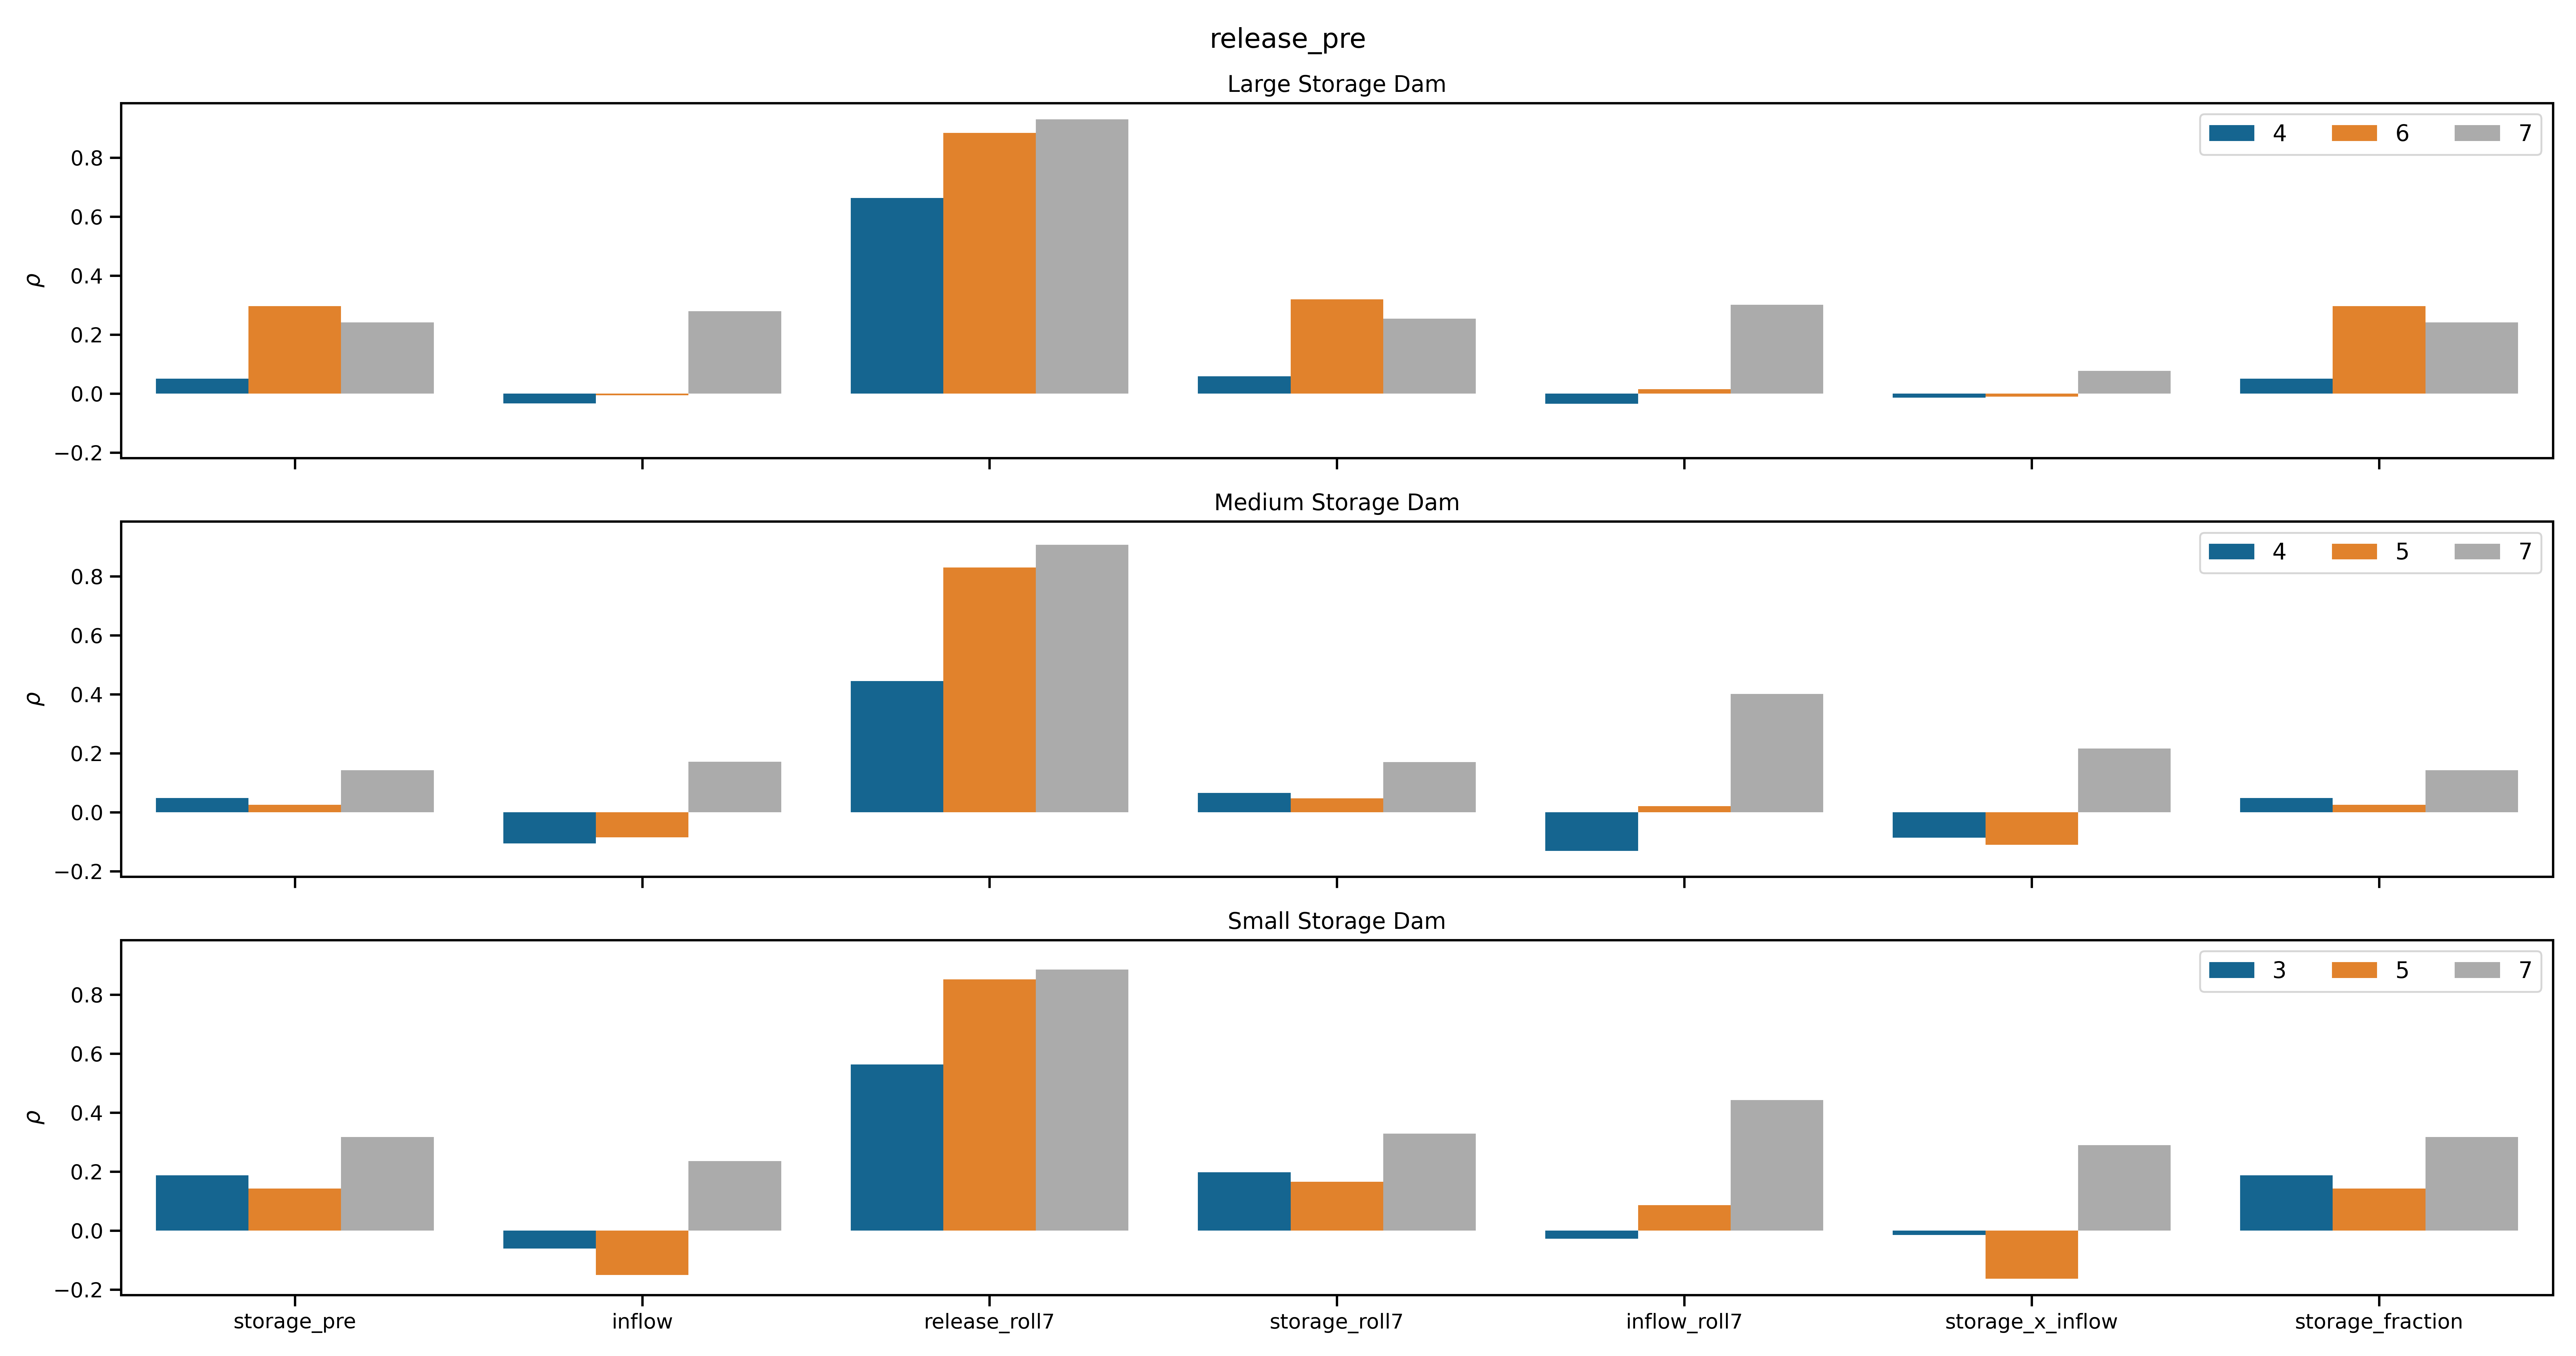 release_pre
Large Storage Dam
4 6 7
0.8
0.6
0.4
0.2
0.0
−0.2
ρ
Medium Storage Dam
4 5 7
0.8
0.6
0.4
0.2
0.0
−0.2
ρ
Small Storage Dam
3 5 7
0.8
0.6
0.4
0.2
0.0
−0.2
ρ
storage_pre inflow release_roll7 storage_roll7 inflow_roll7 storage_x_inflow storage_fraction